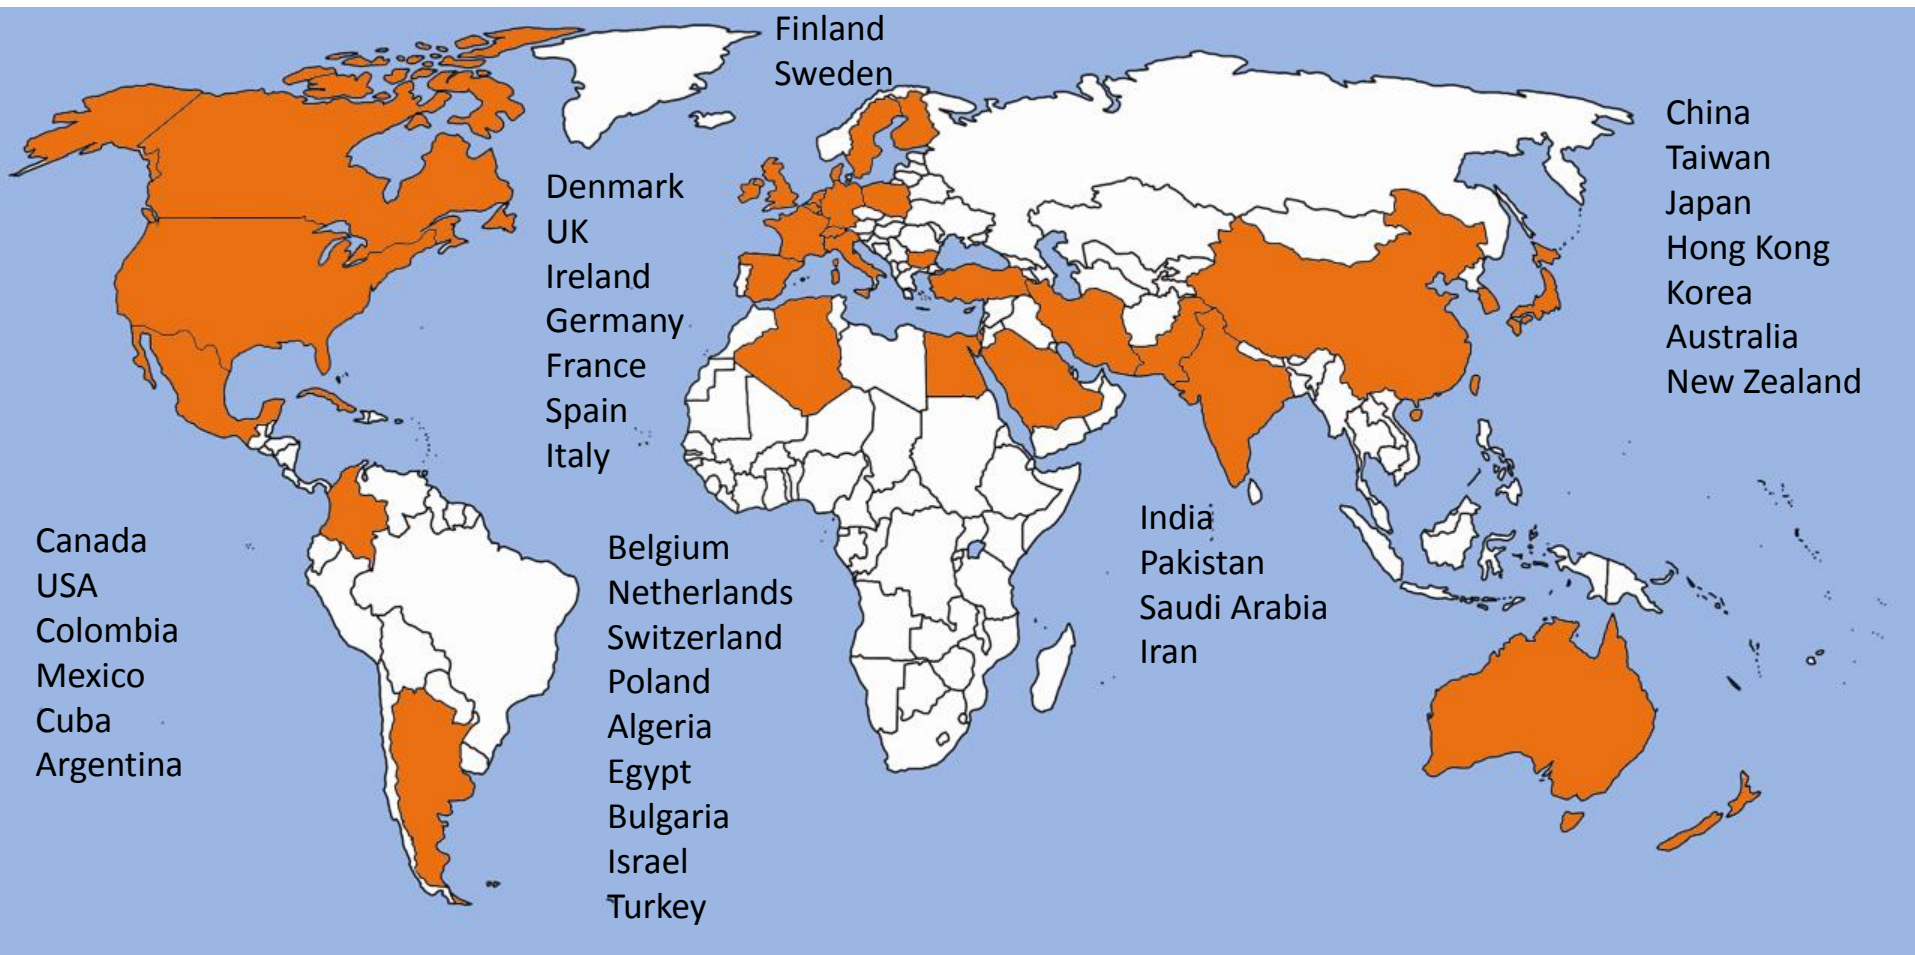 Finland
Sweden
Denmark
UK
Ireland
Germany
France
Spain
Italy
China
Taiwan
Japan
Hong Kong
Korea
Australia
New Zealand
Canada
USA
Colombia
Mexico
Cuba
Argentina
Belgium
Netherlands
Switzerland
Poland
Algeria
Egypt
Bulgaria
Israel
Turkey
India
Pakistan
Saudi Arabia
Iran